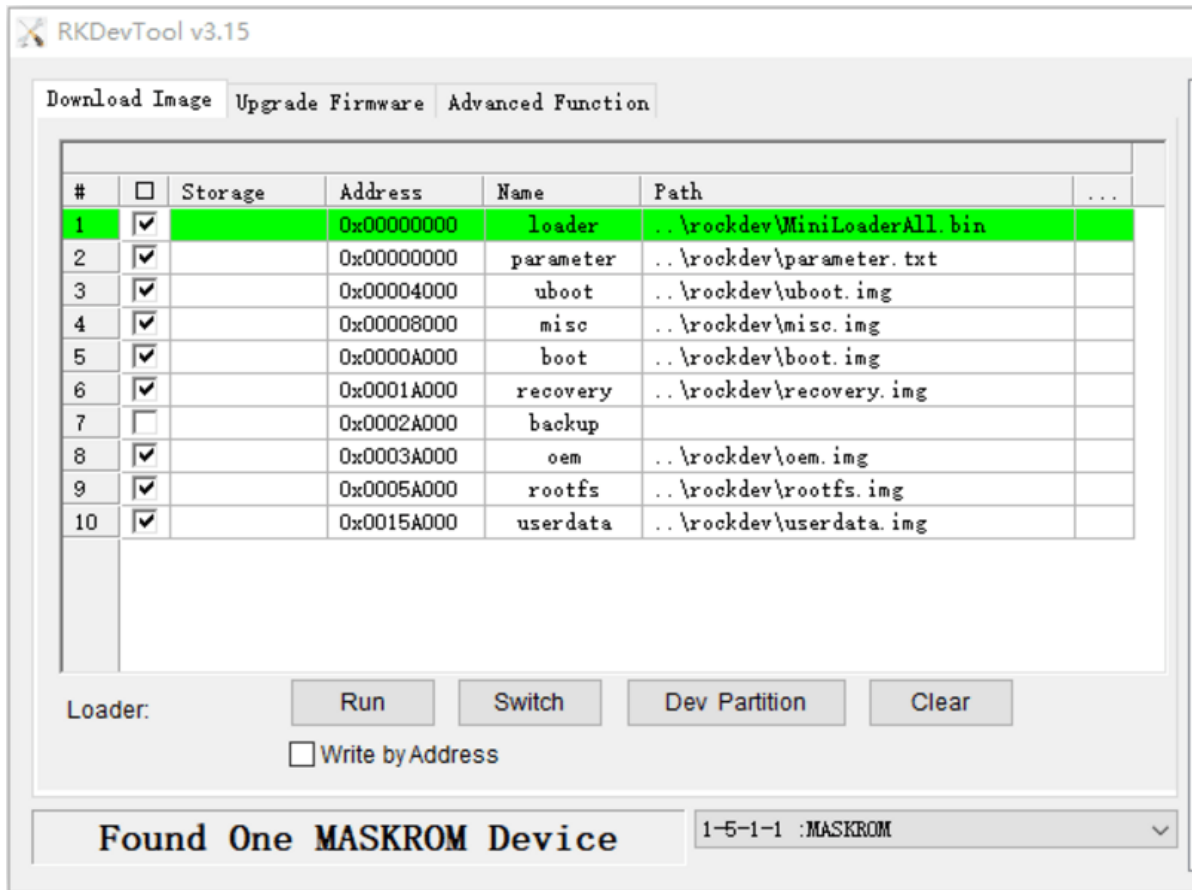 RKDevTool v3.15
Download Image Upgrade Firmware Advanced Function
# Storage Address Name Path ...
1 0x00000000 loader ..\rockdev\MiniLoaderAll.bin
2 0x00000000 parameter ..\rockdev\parameter.txt
3 0x00004000 uboot ..\rockdev\uboot.img
4 0x00008000 misc ..\rockdev\misc.img
5 0x0000A000 boot ..\rockdev\boot.img
6 0x0001A000 recovery ..\rockdev\recovery.img
7 0x0002A000 backup
8 0x0003A000 oem ..\rockdev\oem.img
9 0x0005A000 rootfs ..\rockdev\rootfs.img
10 0x0015A000 userdata ..\rockdev\userdata.img
Loader: Run Switch Dev Partition Clear
Write by Address
Found One MASKROM Device 1-5-1-1 :MASKROM